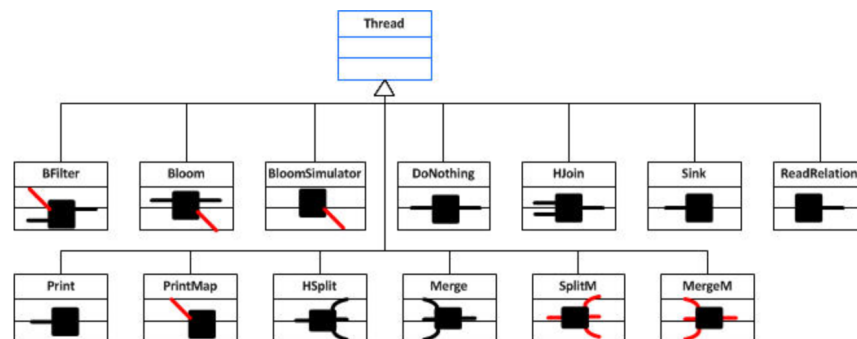 Thread
BFilter Bloom BloomSimulator DoNothing HJoin Sink ReadRelation
Print PrintMap HSplit Merge SplitM MergeM